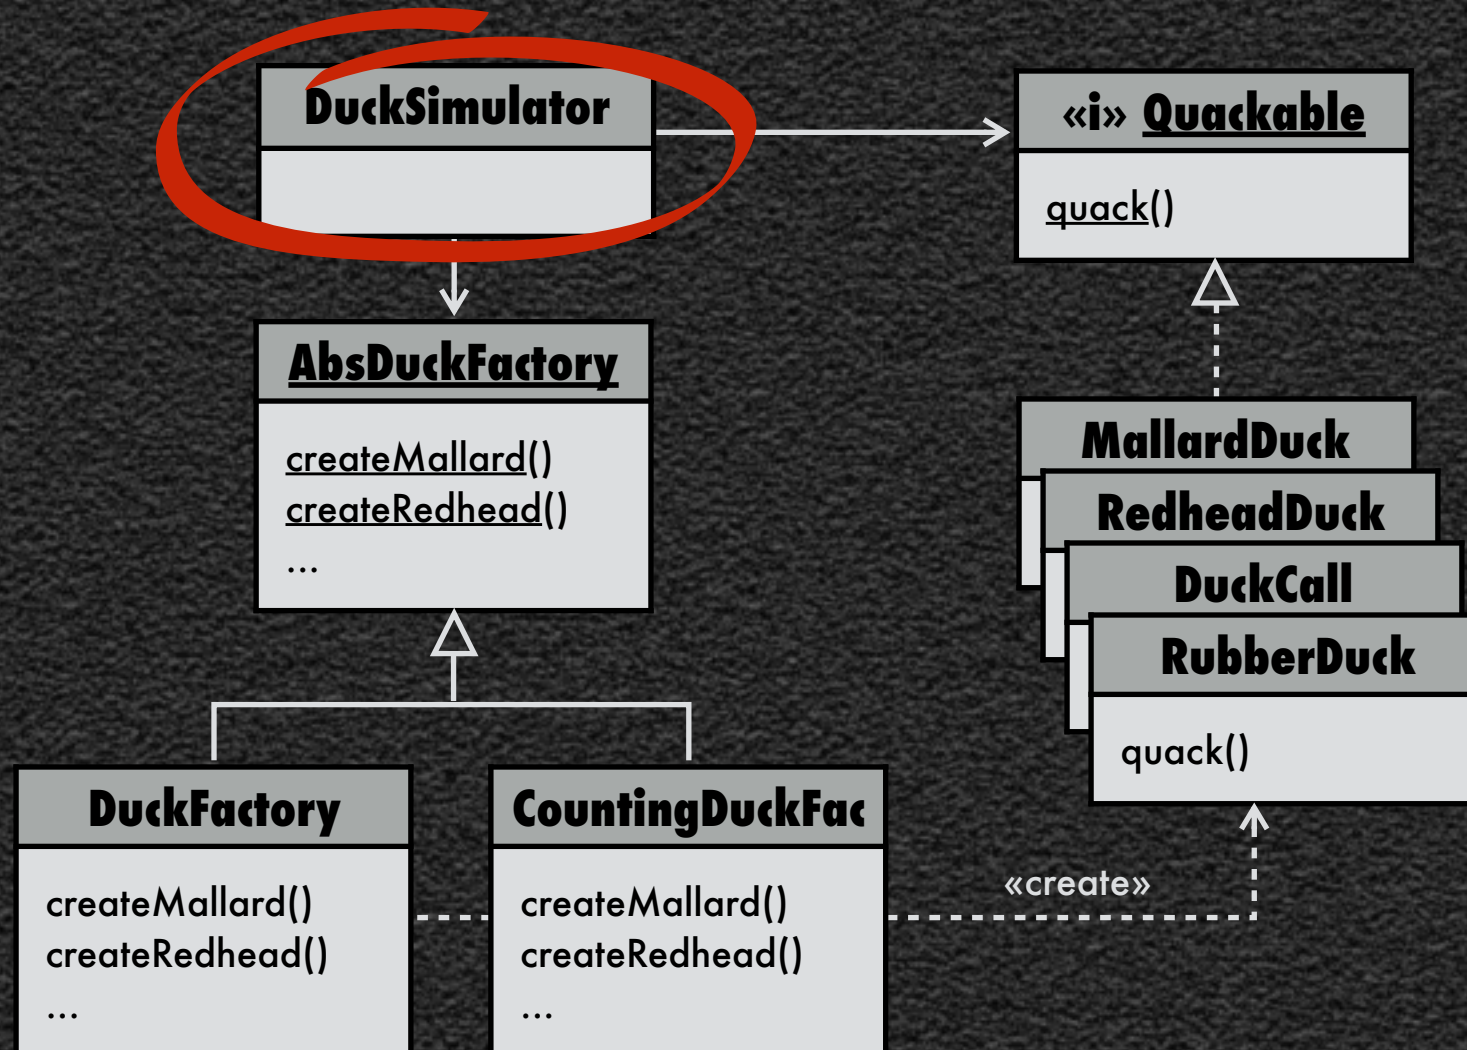 DuckSimulator
«i» Quackable
quack()
AbsDuckFactory
createMallard()
createRedhead()
...
MallardDuck
RedheadDuck
DuckCall
RubberDuck
quack()
DuckFactory
createMallard()
createRedhead()
...
CountingDuckFac
createMallard()
createRedhead()
...
«create»